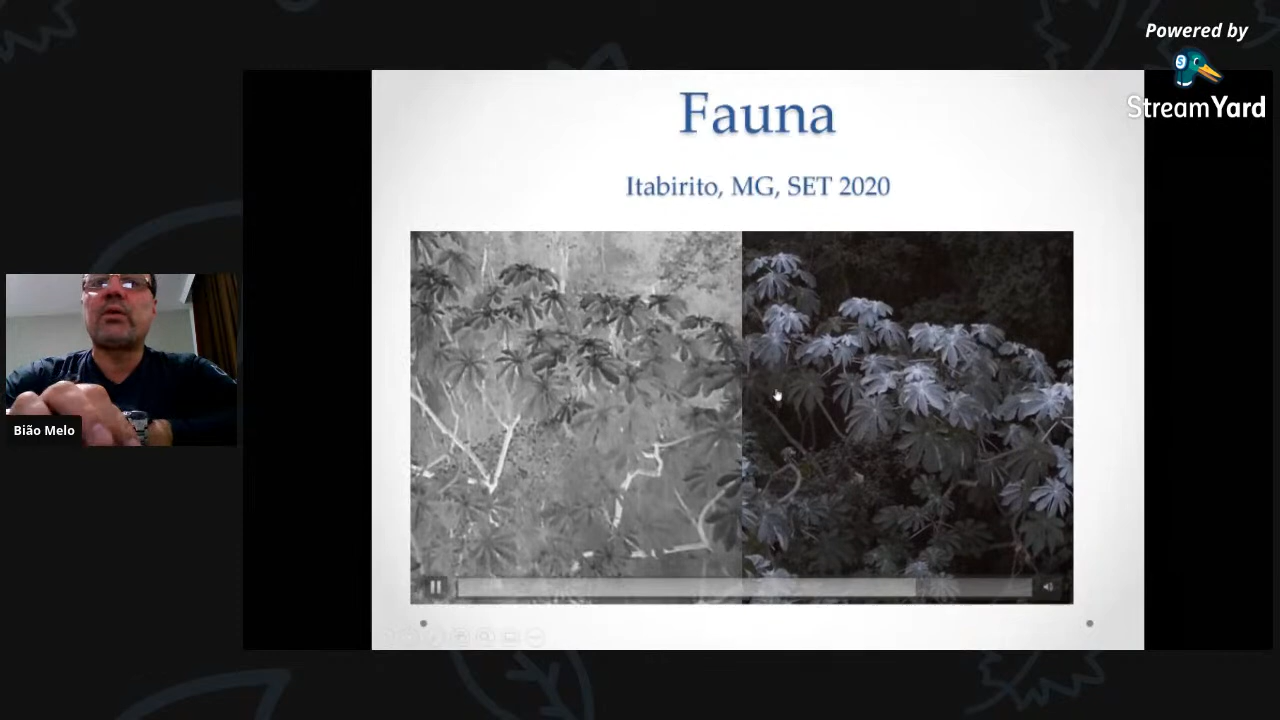 Powered by
StreamYard
Fauna
Itabirito, MG, SET 2020
Bião Melo